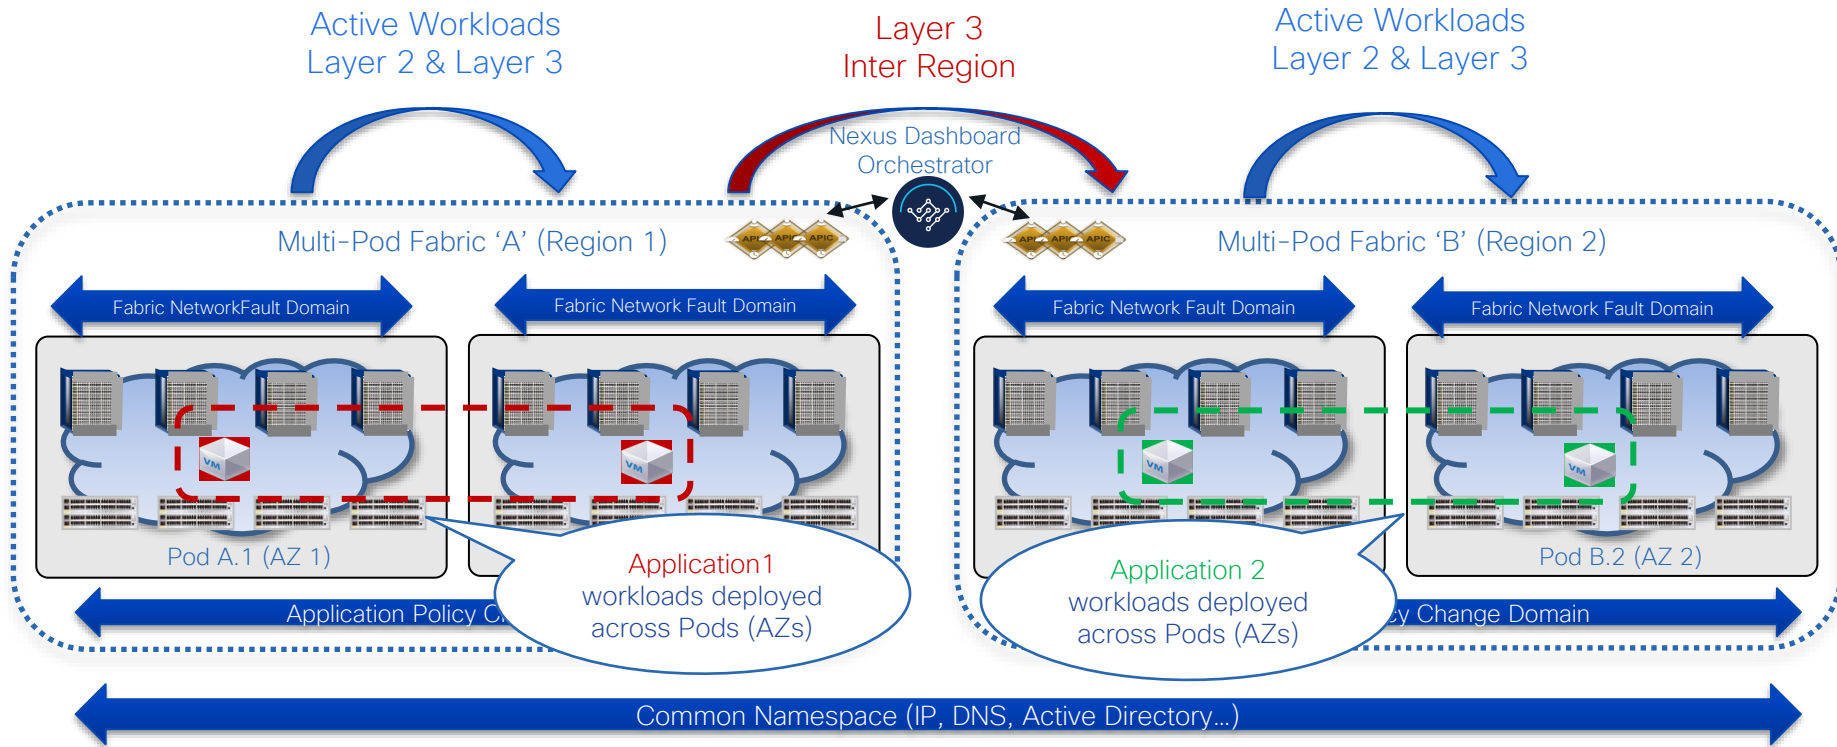 Active Workloads
Layer 2 & Layer 3
Layer 3
Inter Region
Active Workloads
Layer 2 & Layer 3
Nexus Dashboard
Orchestrator
Multi-Pod Fabric ‘A’ (Region 1)
APIC APIC APIC
APIC APIC APIC
Multi-Pod Fabric ‘B’ (Region 2)
Fabric NetworkFault Domain
Fabric Network Fault Domain
Fabric Network Fault Domain
Fabric Network Fault Domain
VM
VM
VM
VM
Pod A.1 (AZ 1)
Pod B.2 (AZ 2)
Application1
workloads deployed
across Pods (AZs)
Application 2
workloads deployed
across Pods (AZs)
Application Policy
Change Domain
Common Namespace (IP, DNS, Active Directory...)